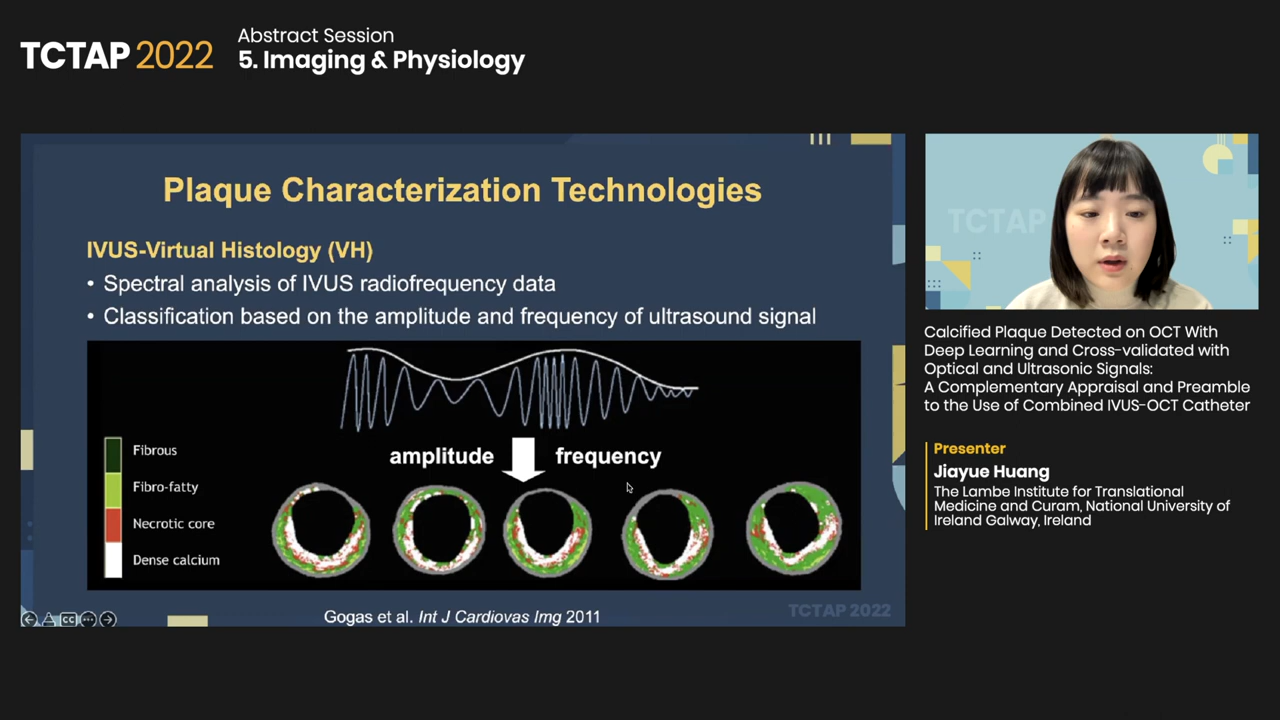 TCTAP 2022
Abstract Session
5. Imaging & Physiology
Plaque Characterization Technologies
IVUS-Virtual Histology (VH)
• Spectral analysis of IVUS radiofrequency data
• Classification based on the amplitude and frequency of ultrasound signal
amplitude
frequency
Fibrous
Fibro-fatty
Necrotic core
Dense calcium
Gogas et al. Int J Cardiovas Img 2011
TCTAP 2022
CC
TCTAP
Calcified Plaque Detected on OCT With
Deep Learning and Cross-validated with
Optical and Ultrasonic Signals:
A Complementary Appraisal and Preamble
to the Use of Combined IVUS-OCT Catheter
Presenter
Jiayue Huang
The Lambe Institute for Translational
Medicine and Curam, National University of
Ireland Galway, Ireland